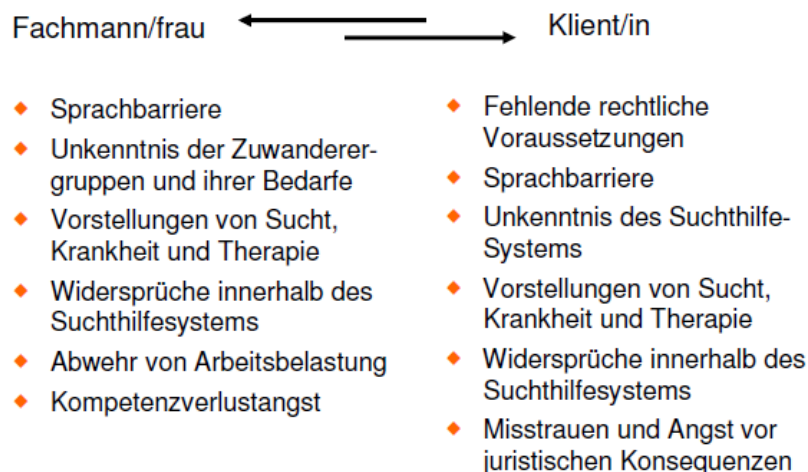 Fachmann/frau
Klient/in
Sprachbarriere
Unkenntnis der Zuwanderer-
gruppen und ihrer Bedarfe
Vorstellungen von Sucht,
Krankheit und Therapie
Widersprüche innerhalb des
Suchthilfesystems
Abwehr von Arbeitsbelastung
Kompetenzverlustangst
Fehlende rechtliche
Voraussetzungen
Sprachbarriere
Unkenntnis des Suchthilfe-
Systems
Vorstellungen von Sucht,
Krankheit und Therapie
Widersprüche innerhalb des
Suchthilfesystems
Misstrauen und Angst vor
juristischen Konsequenzen